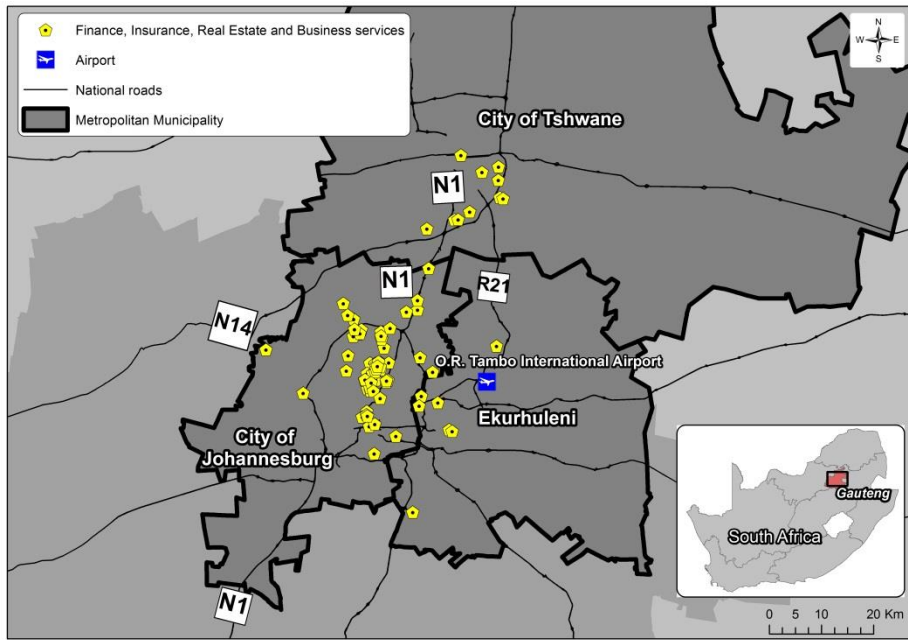 Finance, Insurance, Real Estate and Business services
Airport
National roads
Metropolitan Municipality
N
W E
S
City of Tshwane
N1
N1
R21
N14
O.R. Tambo International Airport
Ekurhuleni
City of
Johannesburg
N1
Gauteng
South Africa
0 5 10 20 Km